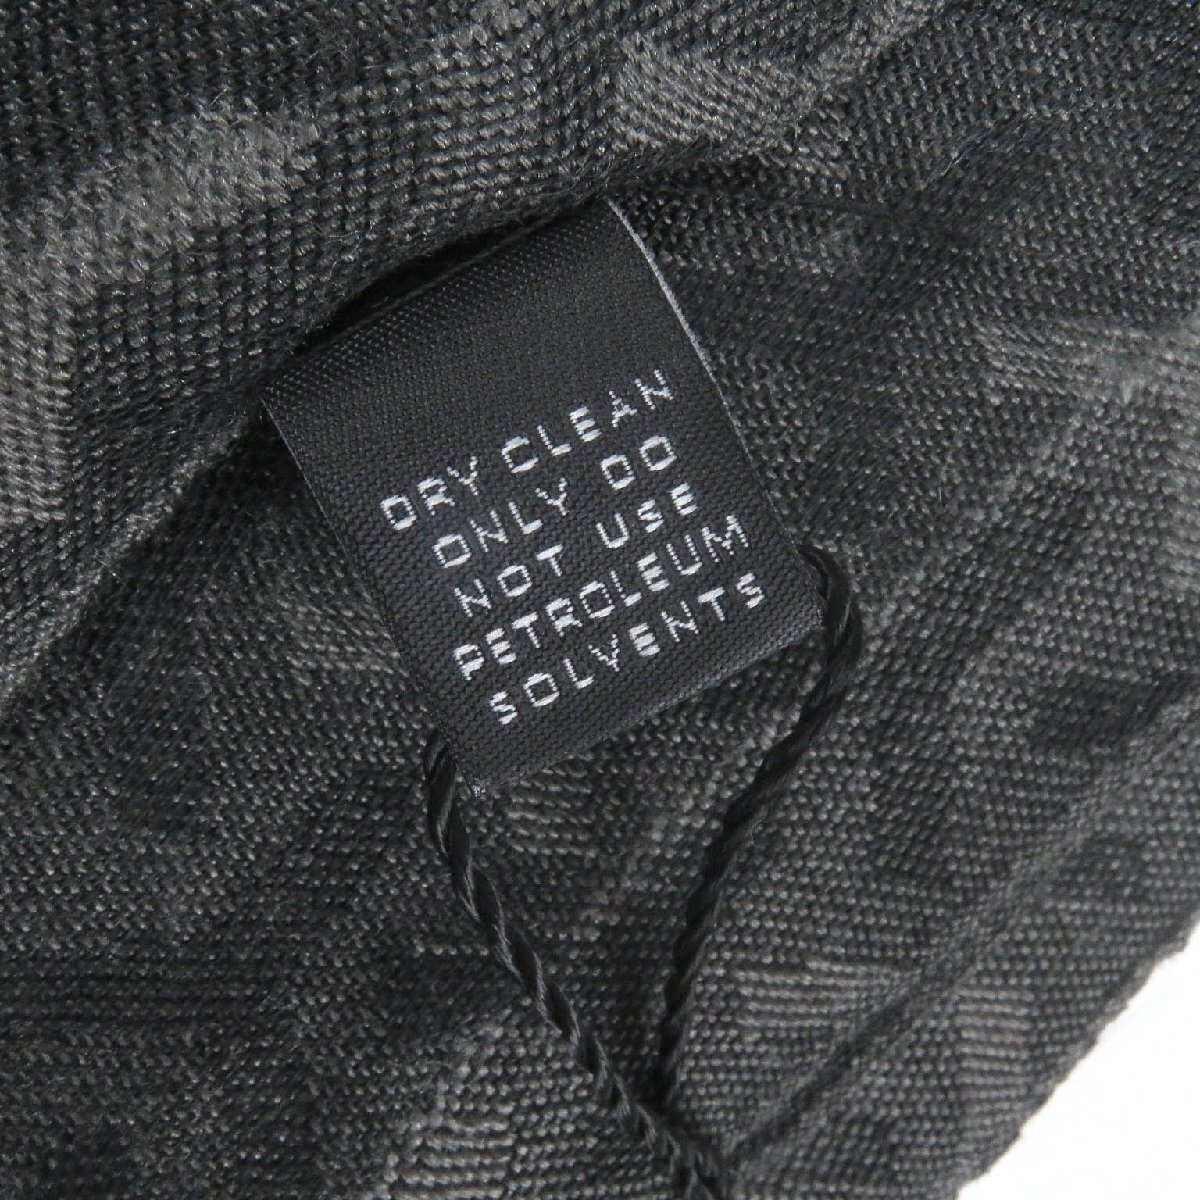 DRY CLEAN
ONLY DO
NOT USE
PETROLEUM
SOLVENTS